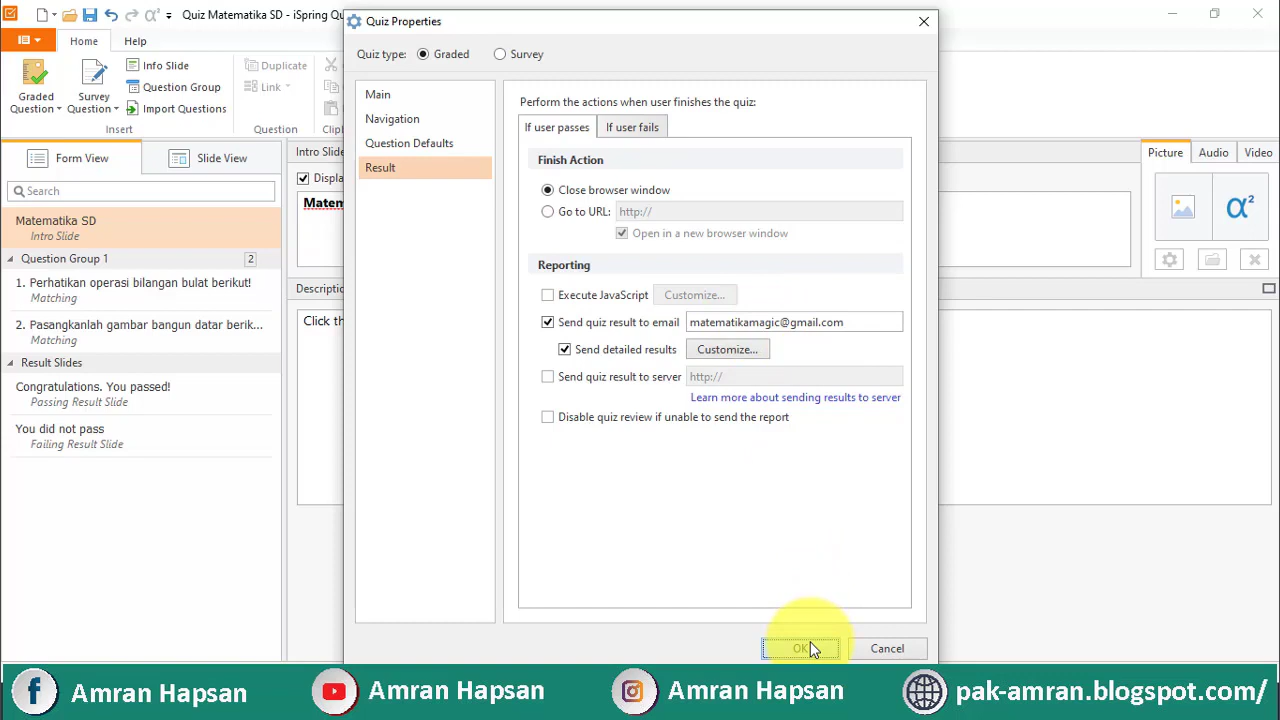 Quiz Matematika SD - iSpring Qu
Quiz Properties
Home
Help
Quiz type:
Graded
Survey
Graded
Question
Survey
Question
Info Slide
Question Group
Import Questions
Insert
Duplicate
Link
Question
Clipb
Main
Navigation
Question Defaults
Result
Perform the actions when user finishes the quiz:
If user passes
If user fails
Finish Action
Close browser window
Go to URL:
http://
Open in a new browser window
Reporting
Execute JavaScript
Customize...
Send quiz result to email
matematikamagic@gmail.com
Send detailed results
Customize...
Send quiz result to server
http://
Learn more about sending results to server
Disable quiz review if unable to send the report
OK
Cancel
Form View
Slide View
Search
Matematika SD
Intro Slide
Question Group 1
2
1. Perhatikan operasi bilangan bulat berikut!
Matching
2. Pasangkanlah gambar bangun datar berik...
Matching
Result Slides
Congratulations. You passed!
Passing Result Slide
You did not pass
Failing Result Slide
Intro Slide
Displa
Matem
Descriptio
Click th
Picture
Audio
Video
Amran Hapsan
Amran Hapsan
Amran Hapsan
pak-amran.blogspot.com/